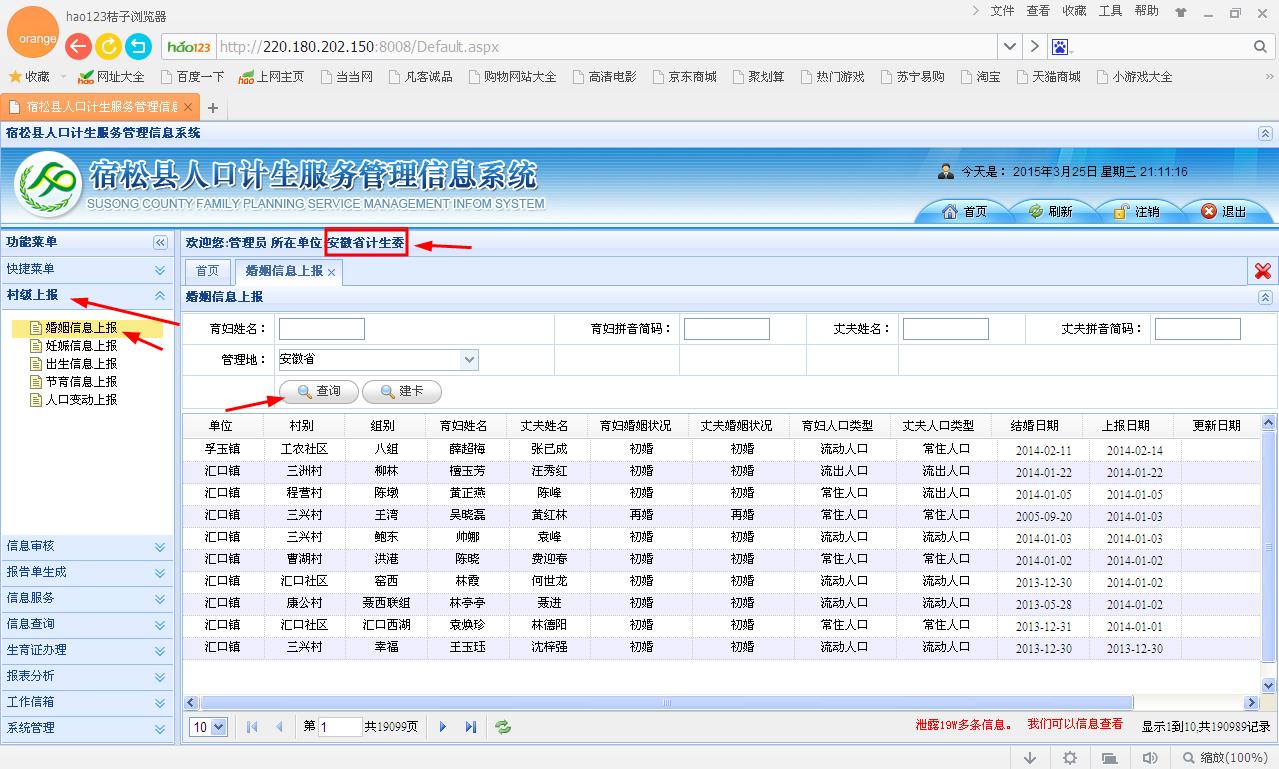 hao123桔子浏览器
文件 查看 收藏 工具 帮助
orange
hao123 http://220.180.202.150:8008/Default.aspx
收藏 网址大全 百度一下 上网主页 当当网 凡客诚品 购物网站大全 高清电影 京东商城 聚划算 热门游戏 苏宁易购 淘宝 天猫商城 小游戏大全
宿松县人口计生服务管理信息
宿松县人口计生服务管理信息系统
宿松县人口计生服务管理信息系统
SUSONG COUNTY FAMILY PLANNING SERVICE MANAGEMENT INFOM SYSTEM
今天是： 2015年3月25日 星期三 21:11:16
首页 刷新 注销 退出
功能菜单
快捷菜单
村级上报
婚姻信息上报
妊娠信息上报
出生信息上报
节育信息上报
人口变动上报
信息审核
报告单生成
信息服务
信息查询
生育证办理
报表分析
工作信箱
系统管理
欢迎您:管理员 所在单位:安徽省计生委
首页 婚姻信息上报
婚姻信息上报
育妇姓名： 育妇拼音简码： 丈夫姓名： 丈夫拼音简码：
管理地： 安徽省
查询 建卡
单位 村别 组别 育妇姓名 丈夫姓名 育妇婚姻状况 丈夫婚姻状况 育妇人口类型 丈夫人口类型 结婚日期 上报日期 更新日期
孚玉镇 工农社区 八组 薛超梅 张已成 初婚 初婚 流动人口 常住人口 2014-02-11 2014-02-14
汇口镇 三洲村 柳林 檀玉芳 汪秀红 初婚 初婚 流出人口 流出人口 2014-01-22 2014-01-22
汇口镇 程营村 陈墩 黄正燕 陈峰 初婚 初婚 常住人口 流出人口 2014-01-05 2014-01-05
汇口镇 三兴村 王湾 吴晓磊 黄红林 再婚 再婚 常住人口 常住人口 2005-09-20 2014-01-03
汇口镇 三兴村 鲍东 帅娜 袁峰 初婚 初婚 流动人口 流动人口 2014-01-03 2014-01-03
汇口镇 曹湖村 洪港 陈晓 费迎春 初婚 初婚 常住人口 常住人口 2014-01-02 2014-01-02
汇口镇 汇口社区 窑西 林霞 何世龙 初婚 初婚 流动人口 流动人口 2013-12-30 2014-01-02
汇口镇 康公村 聂西联组 林亭亭 聂进 初婚 初婚 流动人口 流动人口 2013-05-28 2014-01-02
汇口镇 汇口社区 汇口西湖 袁焕珍 林德阳 初婚 初婚 流动人口 常住人口 2013-12-31 2014-01-01
汇口镇 三兴村 幸福 王玉珏 沈梓强 初婚 初婚 流动人口 流动人口 2013-12-30 2013-12-30
10 第 1 共19099页
泄露19W多条信息。 我们可以信息查看
显示1到10,共190989记录
缩放(100%)